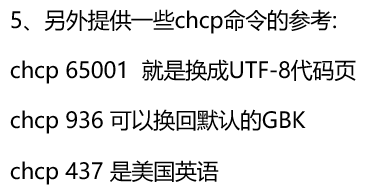 5、另外提供一些chcp命令的参考:
chcp 65001  就是换成UTF-8代码页
chcp 936 可以换回默认的GBK
chcp 437 是美国英语